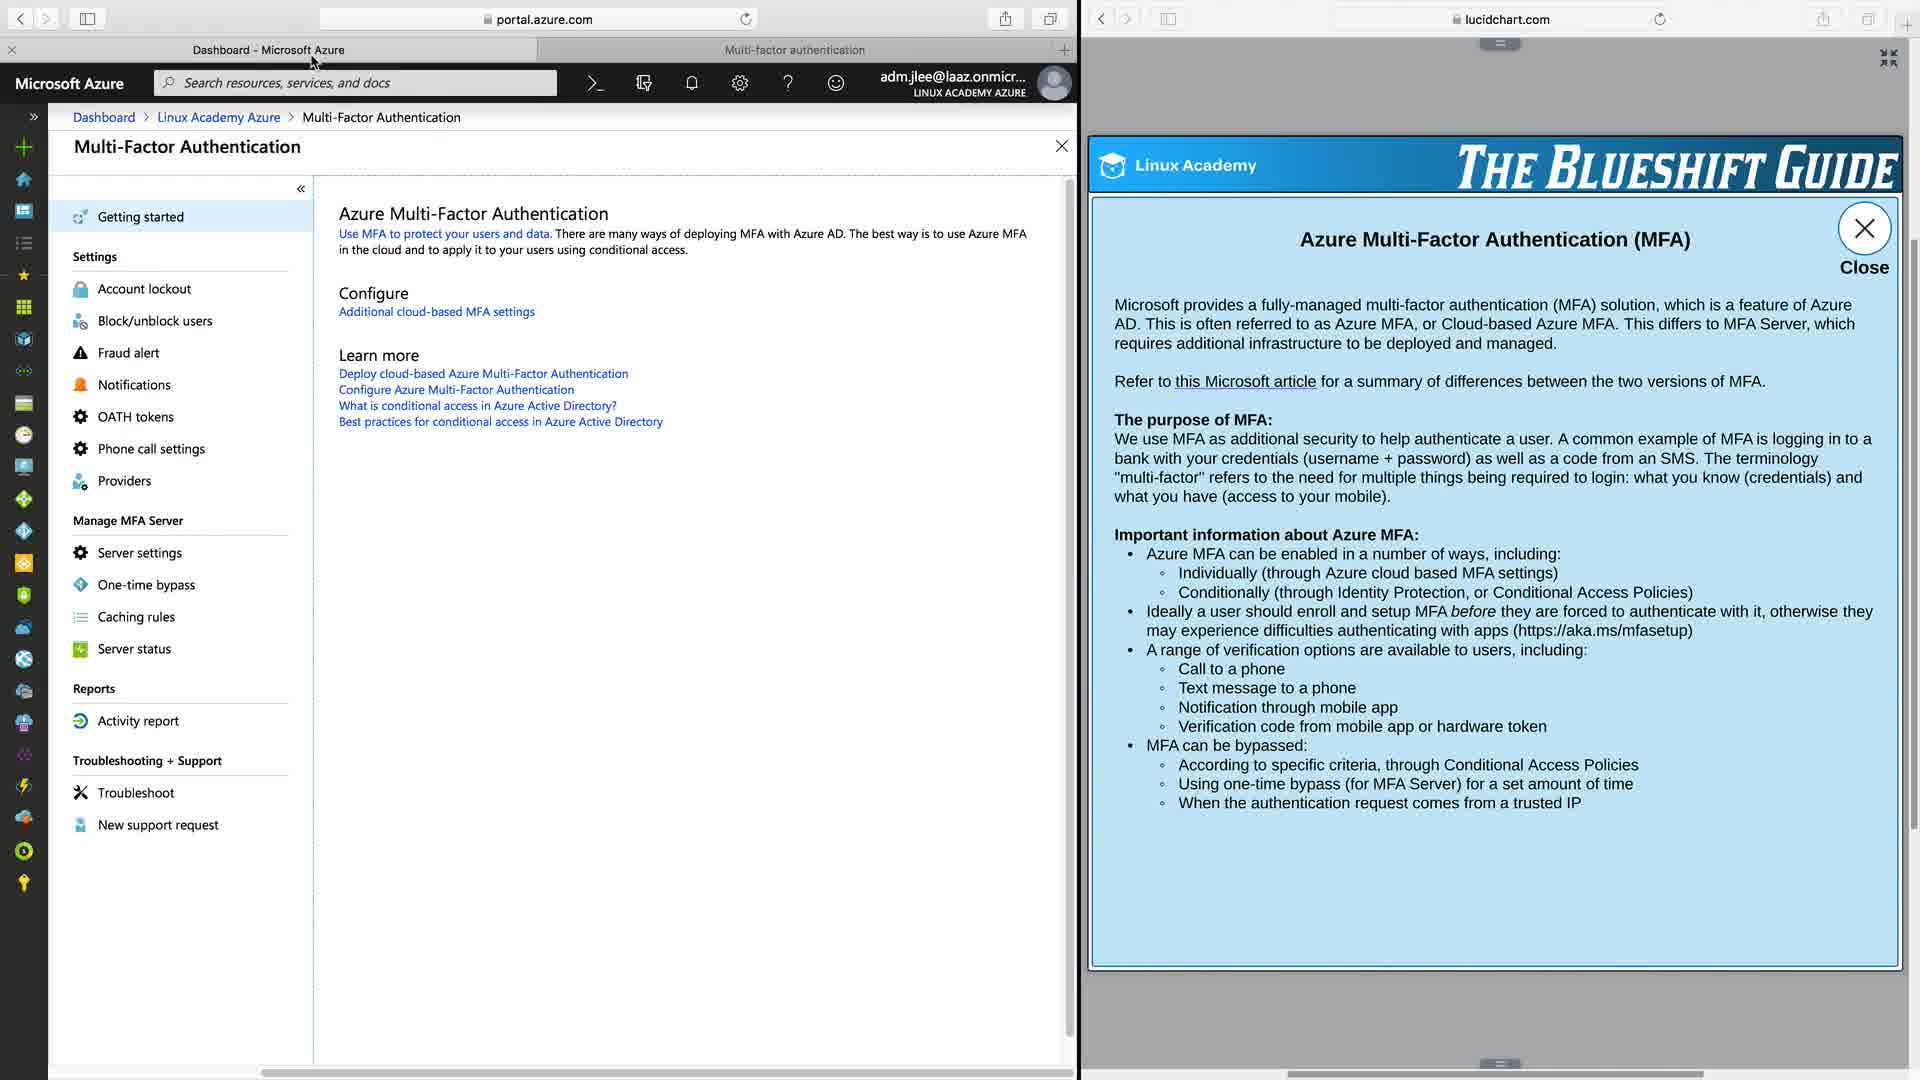 portal.azure.com
Dashboard - Microsoft Azure
Multi-factor authentication
Microsoft Azure
Search resources, services, and docs
adm.jlee@laaz.onmicr...
LINUX ACADEMY AZURE
Dashboard > Linux Academy Azure > Multi-Factor Authentication
Multi-Factor Authentication
Getting started
Settings
Account lockout
Block/unblock users
Fraud alert
Notifications
OATH tokens
Phone call settings
Providers
Manage MFA Server
Server settings
One-time bypass
Caching rules
Server status
Reports
Activity report
Troubleshooting + Support
Troubleshoot
New support request
Azure Multi-Factor Authentication
Use MFA to protect your users and data. There are many ways of deploying MFA with Azure AD. The best way is to use Azure MFA
in the cloud and to apply it to your users using conditional access.
Configure
Additional cloud-based MFA settings
Learn more
Deploy cloud-based Azure Multi-Factor Authentication
Configure Azure Multi-Factor Authentication
What is conditional access in Azure Active Directory?
Best practices for conditional access in Azure Active Directory
lucidchart.com
Linux Academy
THE BLUESHIFT GUIDE
Close
Azure Multi-Factor Authentication (MFA)
Microsoft provides a fully-managed multi-factor authentication (MFA) solution, which is a feature of Azure
AD. This is often referred to as Azure MFA, or Cloud-based Azure MFA. This differs to MFA Server, which
requires additional infrastructure to be deployed and managed.
Refer to this Microsoft article for a summary of differences between the two versions of MFA.
The purpose of MFA:
We use MFA as additional security to help authenticate a user. A common example of MFA is logging in to a
bank with your credentials (username + password) as well as a code from an SMS. The terminology
"multi-factor" refers to the need for multiple things being required to login: what you know (credentials) and
what you have (access to your mobile).
Important information about Azure MFA:
• Azure MFA can be enabled in a number of ways, including:
◦ Individually (through Azure cloud based MFA settings)
◦ Conditionally (through Identity Protection, or Conditional Access Policies)
• Ideally a user should enroll and setup MFA before they are forced to authenticate with it, otherwise they
may experience difficulties authenticating with apps (https://aka.ms/mfasetup)
• A range of verification options are available to users, including:
◦ Call to a phone
◦ Text message to a phone
◦ Notification through mobile app
◦ Verification code from mobile app or hardware token
• MFA can be bypassed:
◦ According to specific criteria, through Conditional Access Policies
◦ Using one-time bypass (for MFA Server) for a set amount of time
◦ When the authentication request comes from a trusted IP